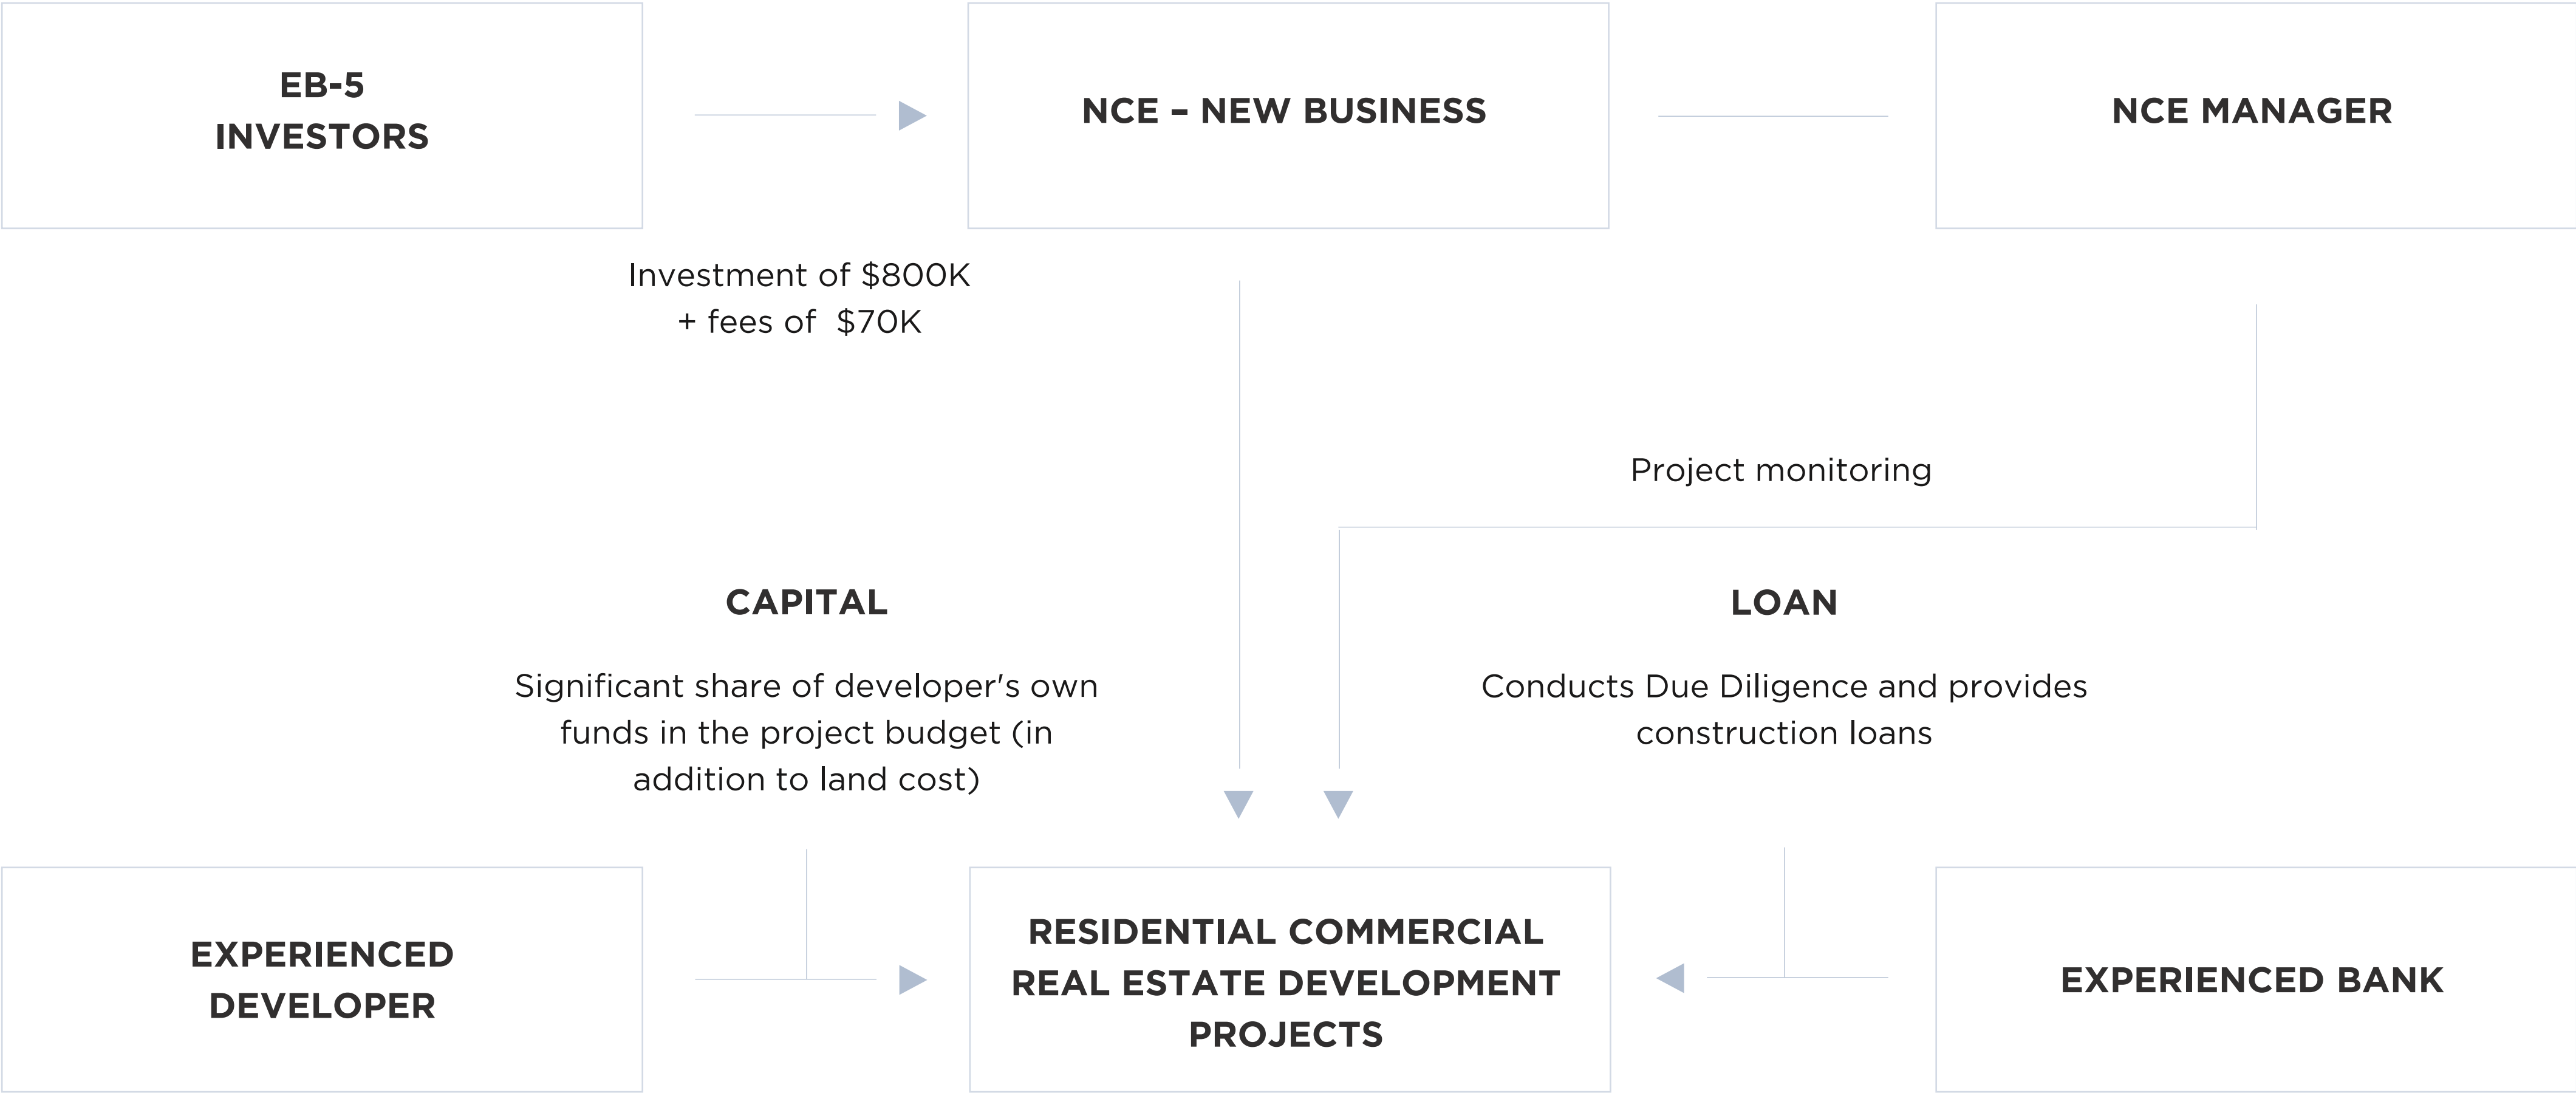 EB-5
INVESTORS
NCE – NEW BUSINESS
NCE MANAGER
Investment of $800K
+ fees of  $70K
Project monitoring
CAPITAL
Significant share of developer's own
funds in the project budget (in
addition to land cost)
LOAN
Conducts Due Diligence and provides
construction loans
EXPERIENCED
DEVELOPER
RESIDENTIAL COMMERCIAL
REAL ESTATE DEVELOPMENT
PROJECTS
EXPERIENCED BANK